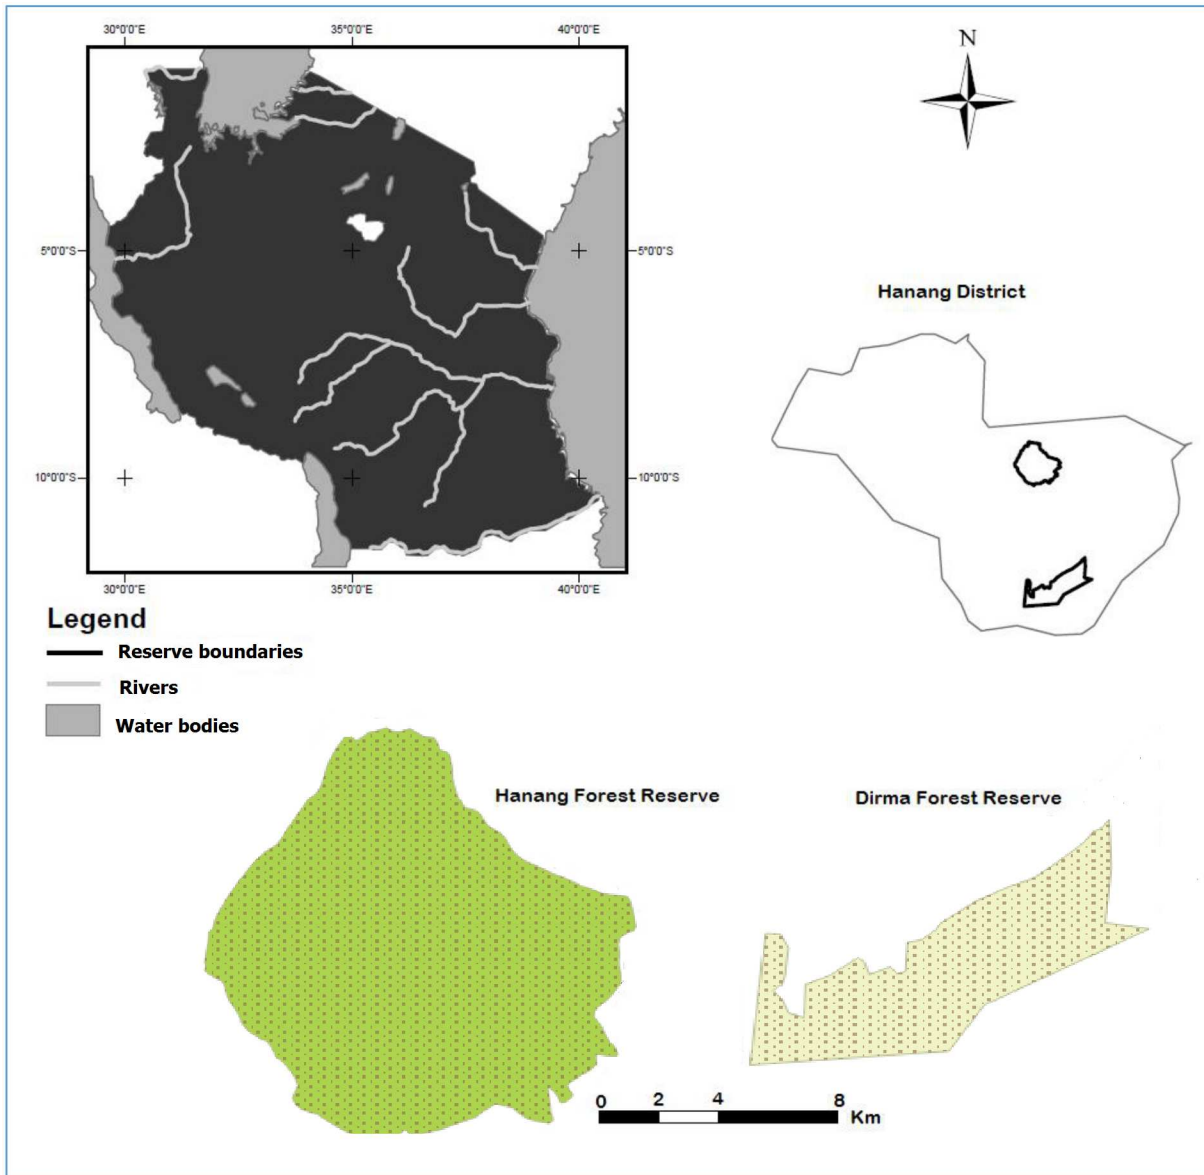 30°0'0"E 35°0'0"E 40°0'0"E
N
5°0'0"S 5°0'0"S
Hanang District
10°0'0"S 10°0'0"S
30°0'0"E 35°0'0"E 40°0'0"E
Legend
Reserve boundaries
Rivers
Water bodies
Hanang Forest Reserve
Dirma Forest Reserve
0 2 4 8
Km